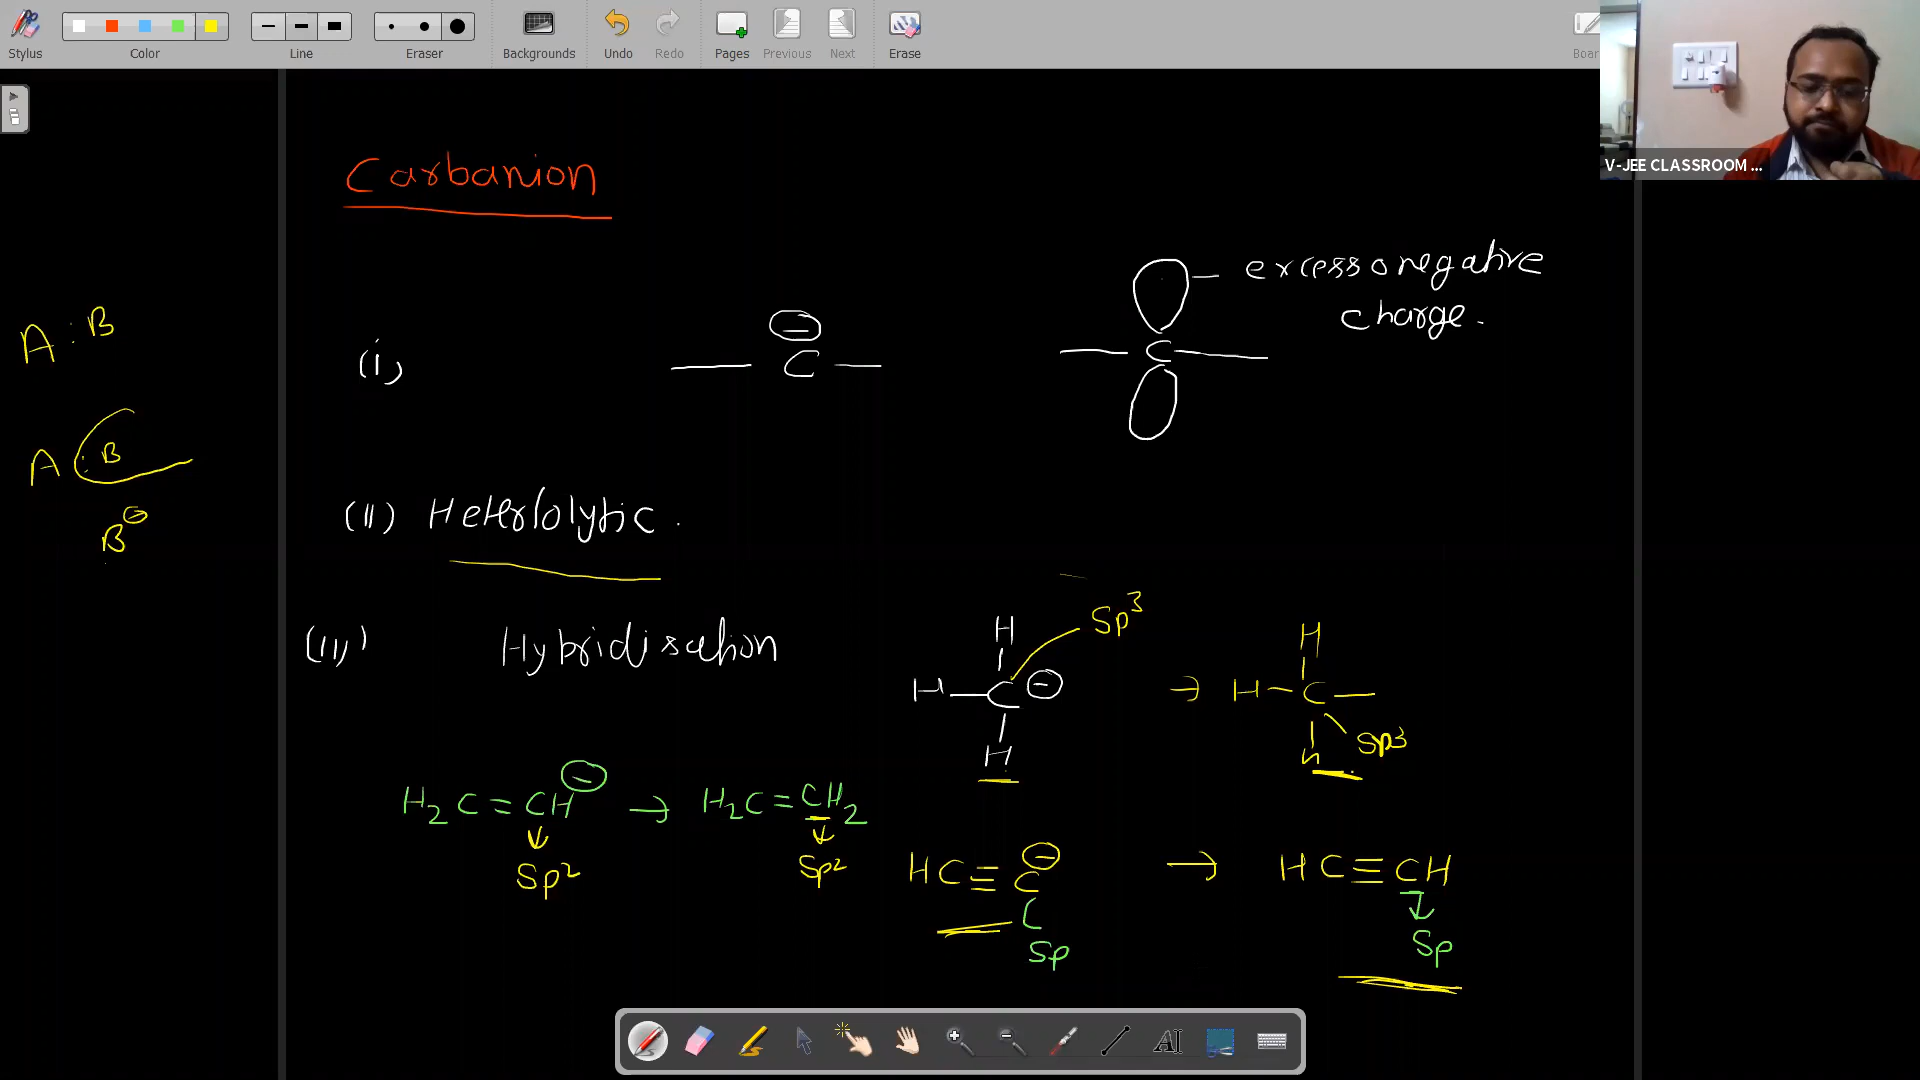 Stylus
Color
Line
Eraser
Backgrounds
Undo
Redo
Pages
Previous
Next
Erase
Boar
V-JEE CLASSROOM ...
Carbanion
(i)
⊖
— C —
— C —
excess negative
charge.
A : B
A : B
B⊖
(ii) Heterolytic.
(iii) Hybridisation
H
H — C ⊖
H
Sp3
→
H
H — C —
H
Sp3
H2C = CH⊖ → H2C = CH2
Sp2
Sp2
HC ≡ C⊖ → HC ≡ CH
Sp
Sp